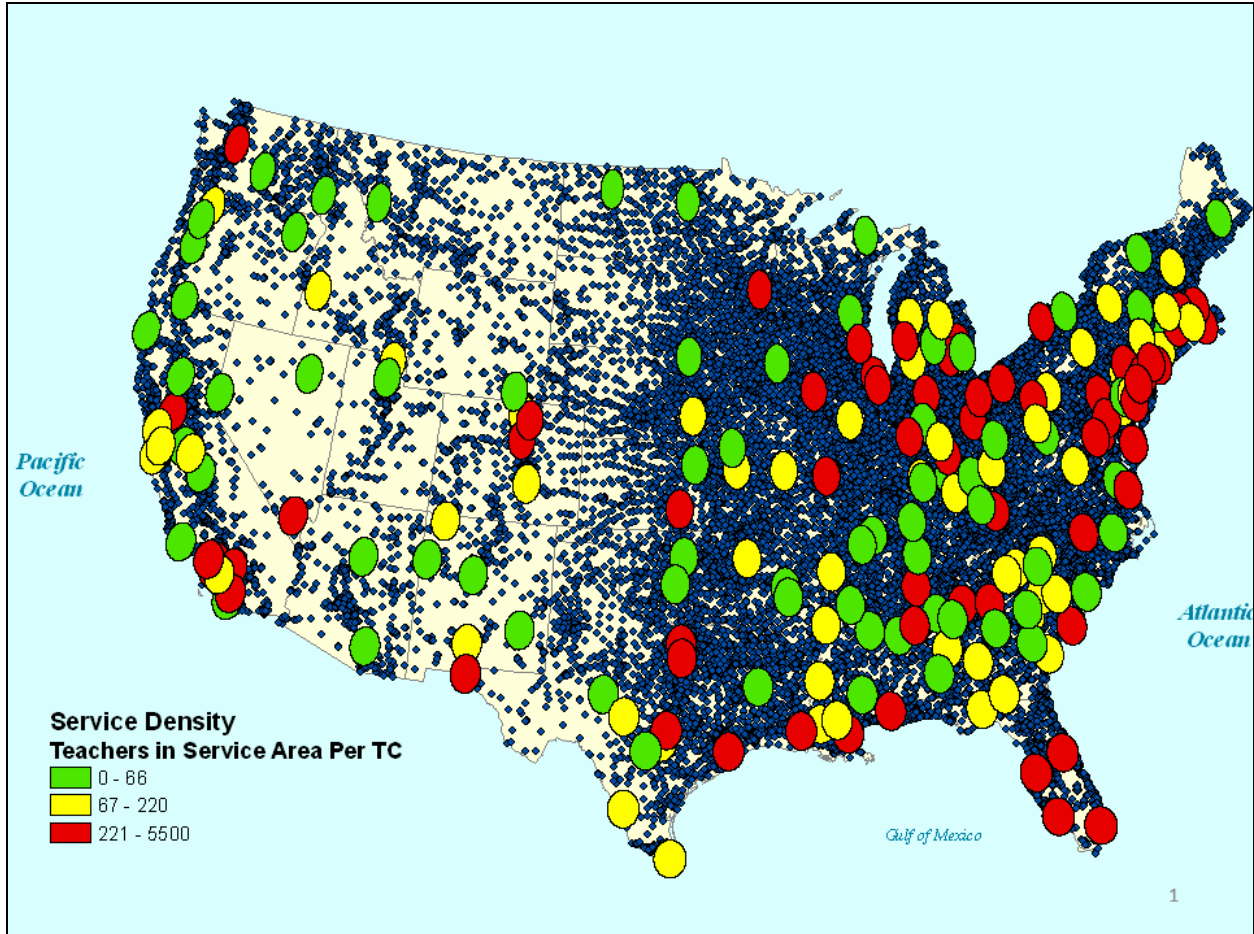 Pacific
Ocean
Atlantic
Ocean
Service Density
Teachers in Service Area Per TC
0 - 66
67 - 220
221 - 5500
Gulf of Mexico
1